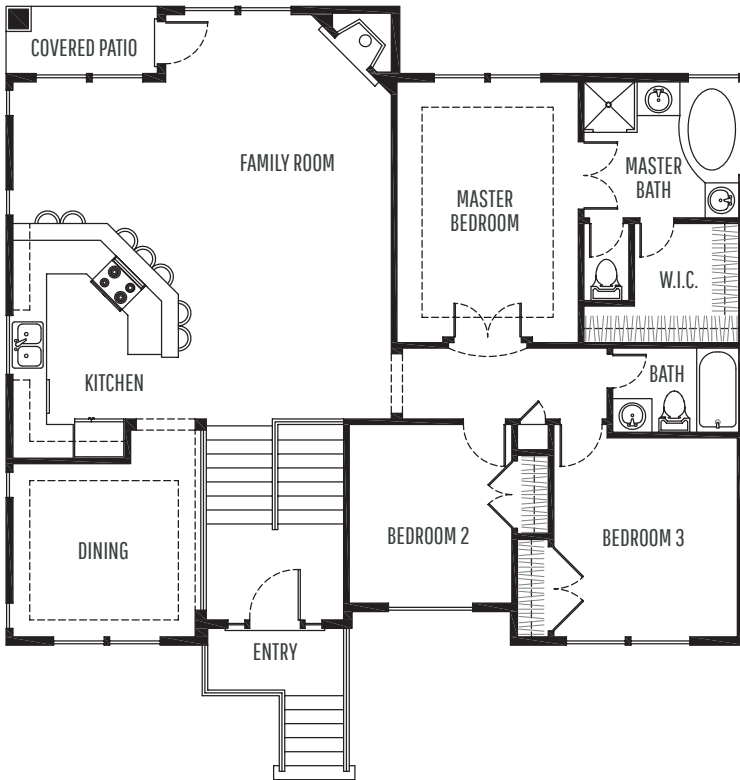 COVERED PATIO
FAMILY ROOM
MASTER
BATH
MASTER
BEDROOM
W.I.C.
KITCHEN
BATH
BEDROOM 2
BEDROOM 3
DINING
ENTRY